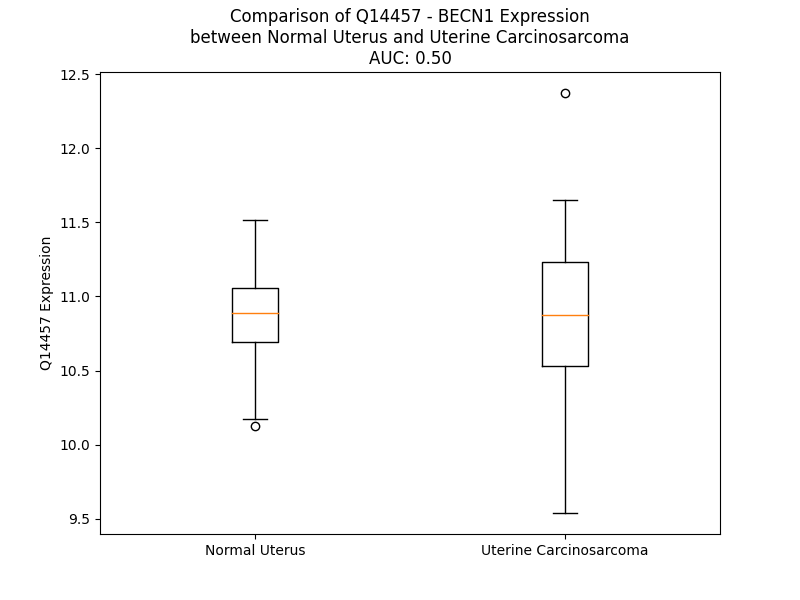 Comparison of Q14457 - BECN1 Expression
between Normal Uterus and Uterine Carcinosarcoma
AUC: 0.50
12.5
12.0
11.5
11.0
10.5
10.0
9.5
Q14457 Expression
Normal Uterus
Uterine Carcinosarcoma